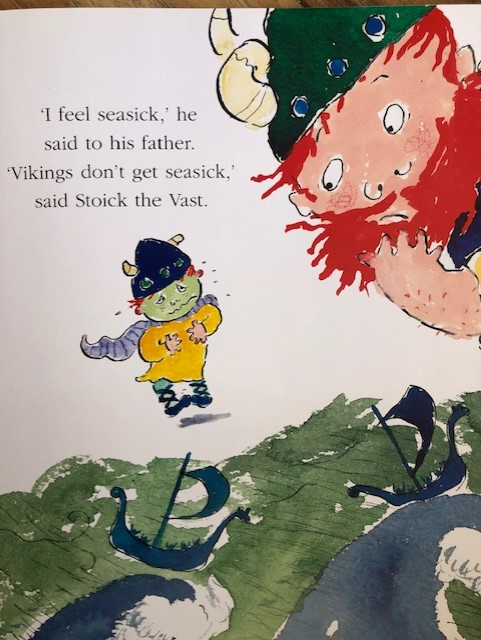 ‘I feel seasick,’ he
said to his father.
‘Vikings don’t get seasick,’
said Stoick the Vast.